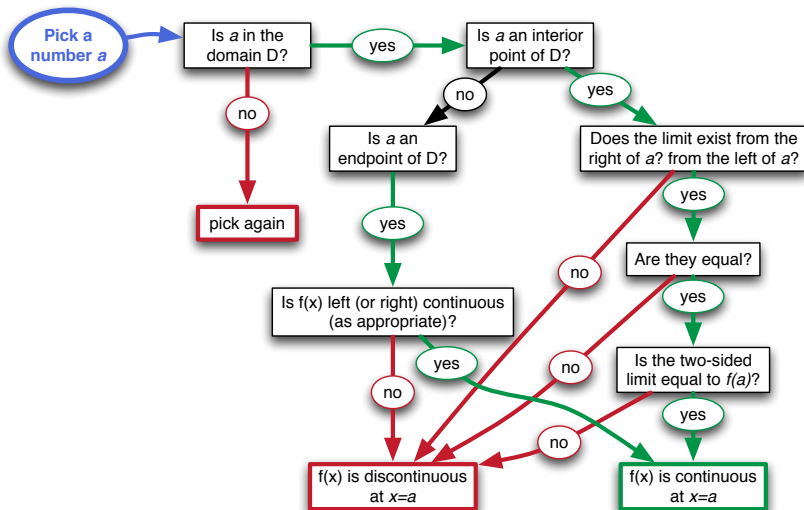 Pick a
number a
Is a in the
domain D?
yes
Is a an interior
point of D?
no
no
yes
Is a an
endpoint of D?
Does the limit exist from the
right of a? from the left of a?
pick again
yes
yes
no
Are they equal?
Is f(x) left (or right) continuous
(as appropriate)?
yes
yes
no
no
Is the two-sided
limit equal to f(a)?
no
yes
f(x) is discontinuous
at x=a
f(x) is continuous
at x=a